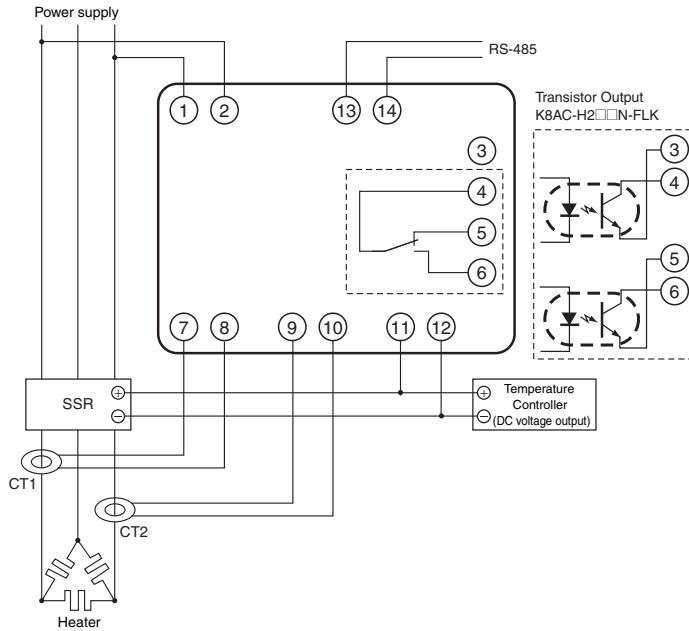 Power supply
RS-485
① ② ⑬ ⑭
Transistor Output
K8AC-H2□□N-FLK
③
④
⑤
⑥
③
④
⑤
⑥
⑦ ⑧ ⑨ ⑩ ⑪ ⑫
SSR
+
−
+
−
Temperature
Controller
(DC voltage output)
CT1
CT2
Heater